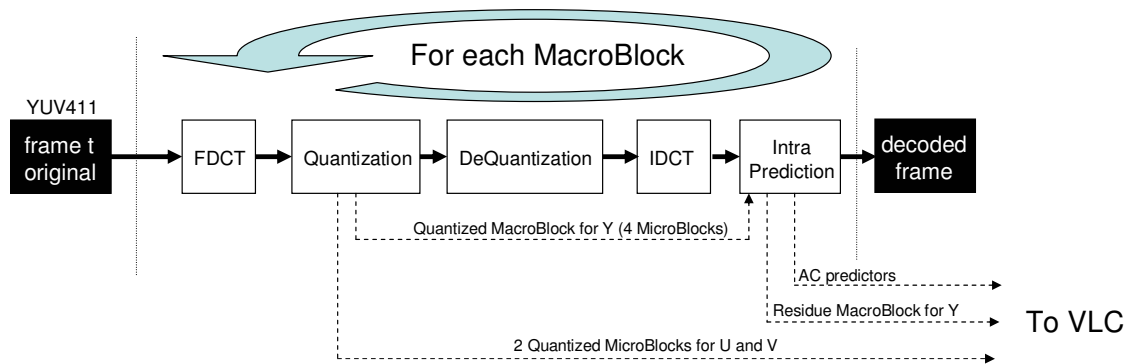 For each MacroBlock
YUV411
frame t
original
FDCT
Quantization
DeQuantization
IDCT
Intra
Prediction
decoded
frame
Quantized MacroBlock for Y (4 MicroBlocks)
AC predictors
Residue MacroBlock for Y
To VLC
2 Quantized MicroBlocks for U and V